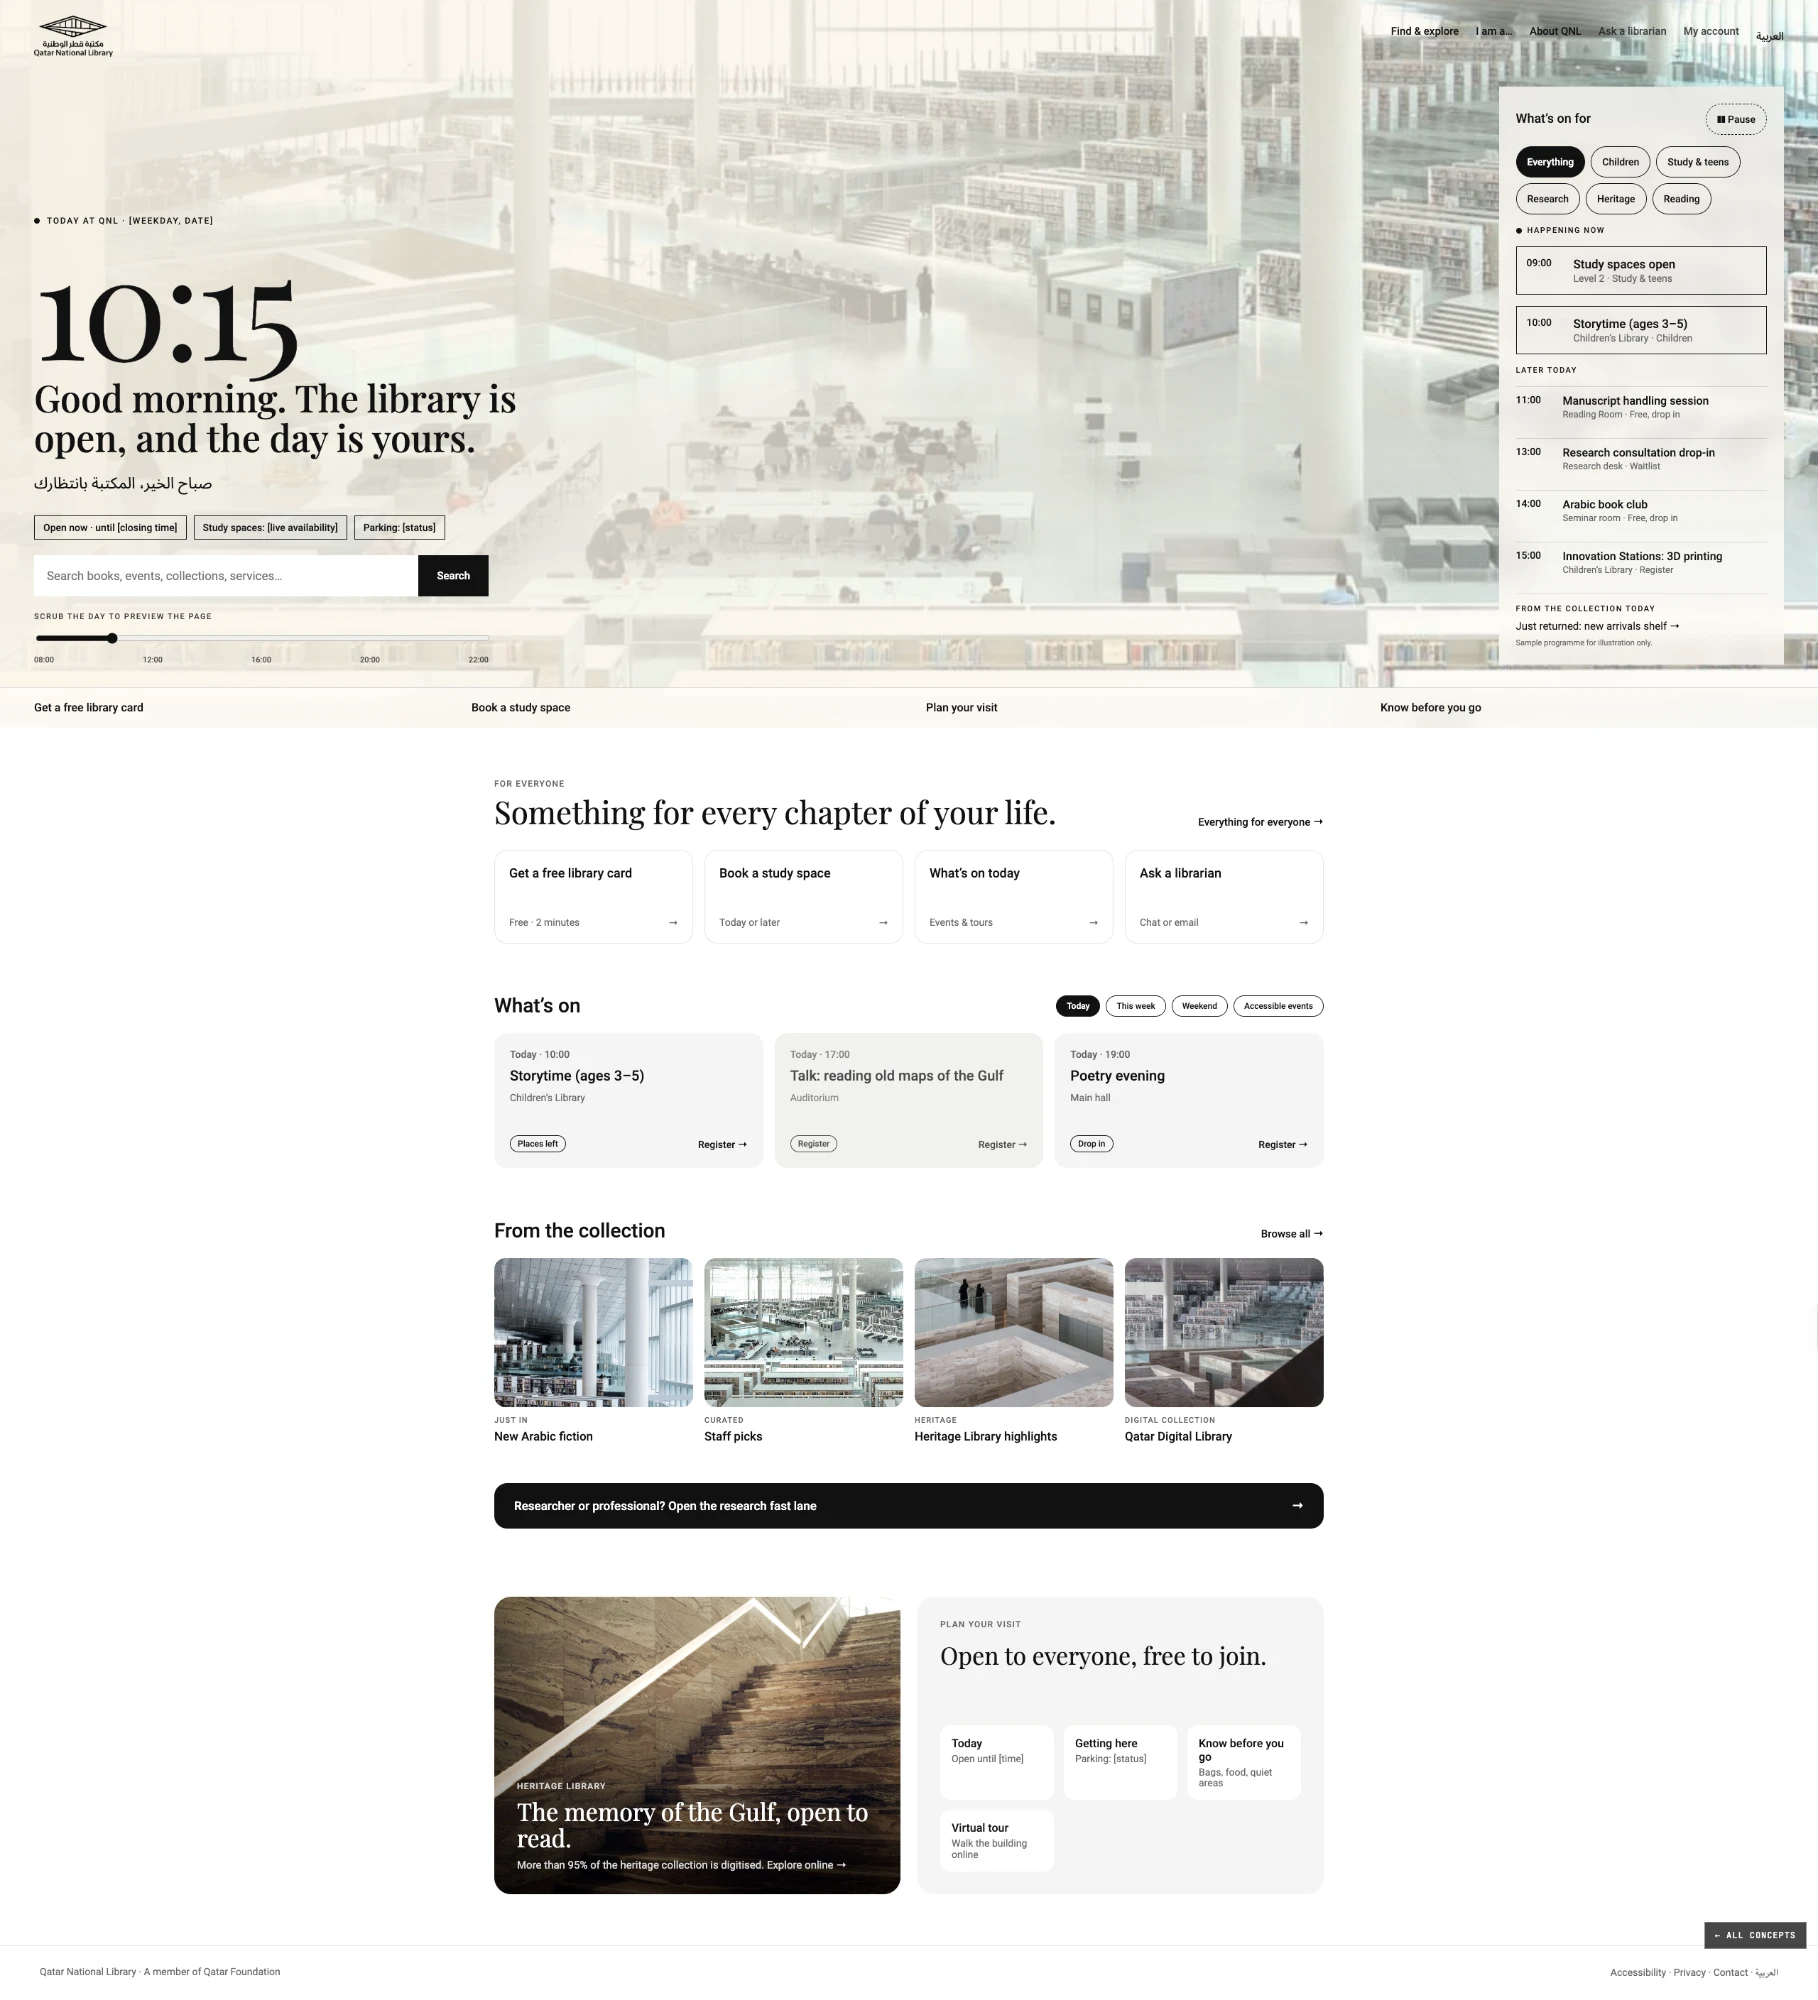 مكتبة قطر الوطنية
Qatar National Library
Find & explore
I am a...
About QNL
Ask a librarian
My account
العربية
TODAY AT QNL · [WEEKDAY, DATE]
10:15
Good morning. The library is
open, and the day is yours.
صباح الخير، المكتبة بانتظارك
Open now · until [closing time]
Study spaces: [live availability]
Parking: [status]
Search books, events, collections, services...
Search
SCRUB THE DAY TO PREVIEW THE PAGE
08:00
12:00
16:00
20:00
22:00
What's on for
Pause
Everything
Children
Study & teens
Research
Heritage
Reading
HAPPENING NOW
09:00
Study spaces open
Level 2 · Study & teens
10:00
Storytime (ages 3–5)
Children's Library · Children
LATER TODAY
11:00
Manuscript handling session
Reading Room · Free, drop in
13:00
Research consultation drop-in
Research desk · Waitlist
14:00
Arabic book club
Seminar room · Free, drop in
15:00
Innovation Stations: 3D printing
Children's Library · Register
FROM THE COLLECTION TODAY
Just returned: new arrivals shelf →
Sample programme for illustration only.
Get a free library card
Book a study space
Plan your visit
Know before you go
FOR EVERYONE
Something for every chapter of your life.
Everything for everyone →
Get a free library card
Free · 2 minutes →
Book a study space
Today or later →
What's on today
Events & tours →
Ask a librarian
Chat or email →
What's on
Today
This week
Weekend
Accessible events
Today · 10:00
Storytime (ages 3–5)
Children's Library
Places left
Register →
Today · 17:00
Talk: reading old maps of the Gulf
Auditorium
Register
Register →
Today · 19:00
Poetry evening
Main hall
Drop in
Register →
From the collection
Browse all →
JUST IN
New Arabic fiction
CURATED
Staff picks
HERITAGE
Heritage Library highlights
DIGITAL COLLECTION
Qatar Digital Library
Researcher or professional? Open the research fast lane →
HERITAGE LIBRARY
The memory of the Gulf, open to
read.
More than 95% of the heritage collection is digitised. Explore online →
PLAN YOUR VISIT
Open to everyone, free to join.
Today
Open until [time]
Getting here
Parking: [status]
Know before you
go
Bags, food, quiet
areas
Virtual tour
Walk the building
online
← ALL CONCEPTS
Qatar National Library · A member of Qatar Foundation
Accessibility · Privacy · Contact · العربية